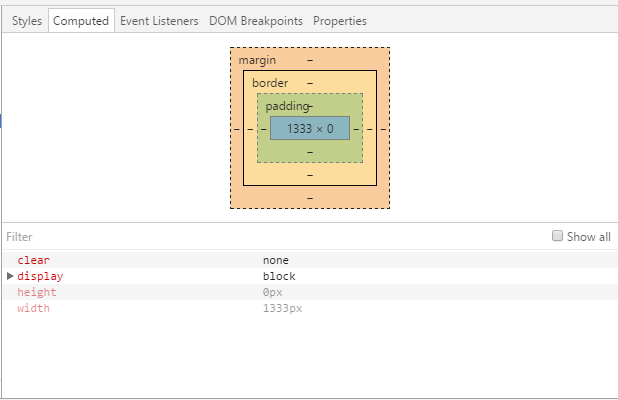 Styles Computed Event Listeners DOM Breakpoints Properties
margin –
border –
padding –
– – – 1333 × 0 – – –
–
–
–
Filter Show all
clear none
display block
height 0px
width 1333px